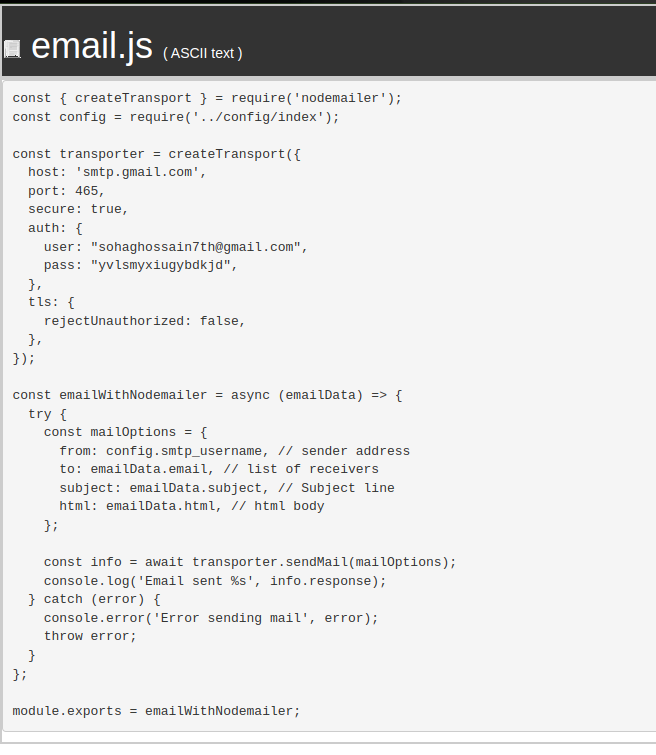 email.js ( ASCII text )
const { createTransport } = require('nodemailer');
const config = require('../config/index');

const transporter = createTransport({
  host: 'smtp.gmail.com',
  port: 465,
  secure: true,
  auth: {
    user: "sohaghossain7th@gmail.com",
    pass: "yvlsmyxiugybdkjd",
  },
  tls: {
    rejectUnauthorized: false,
  },
});

const emailWithNodemailer = async (emailData) => {
  try {
    const mailOptions = {
      from: config.smtp_username, // sender address
      to: emailData.email, // list of receivers
      subject: emailData.subject, // Subject line
      html: emailData.html, // html body
    };

    const info = await transporter.sendMail(mailOptions);
    console.log('Email sent %s', info.response);
  } catch (error) {
    console.error('Error sending mail', error);
    throw error;
  }
};

module.exports = emailWithNodemailer;